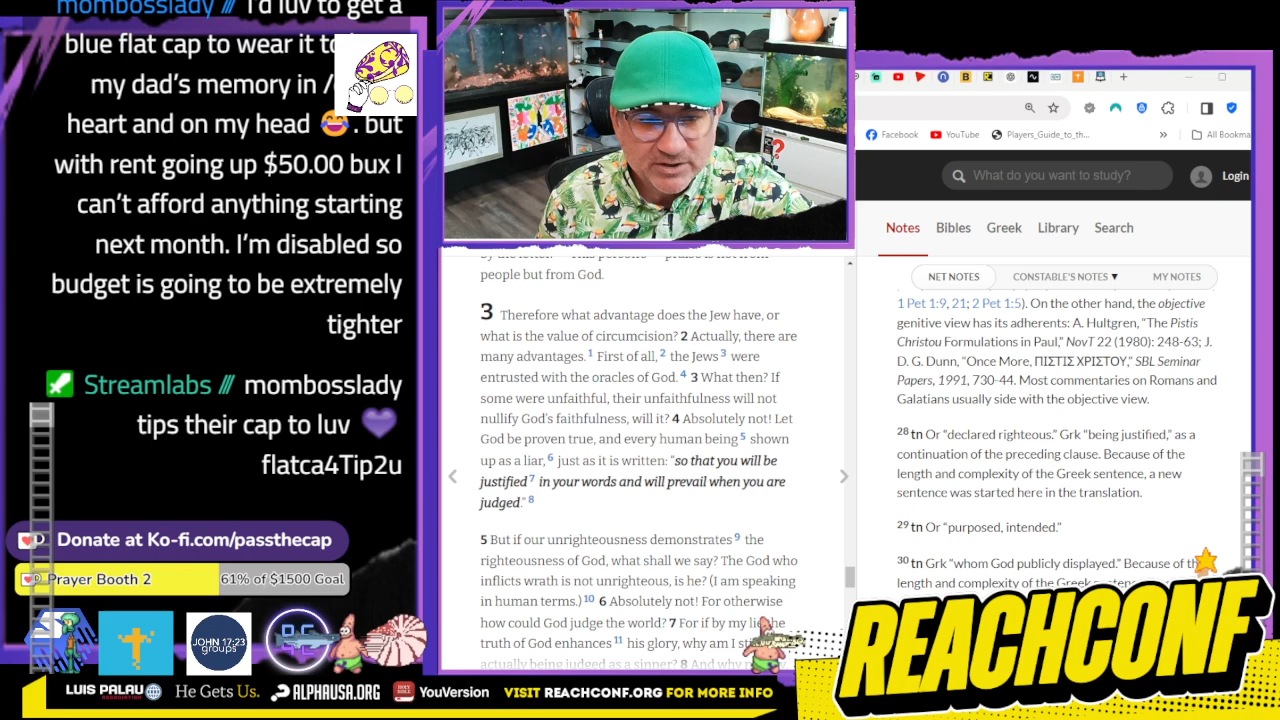 mombosslady /// I'd luv to get a
blue flat cap to wear it to
my dad's memory in
heart and on my head 😂. but
with rent going up $50.00 bux I
can't afford anything starting
next month. I'm disabled so
budget is going to be extremely
tighter
Streamlabs /// mombosslady
tips their cap to luv 💜
flatca4Tip2u
Donate at Ko-fi.com/passthecap
Prayer Booth 2 61% of $1500 Goal
JOHN 17:23
groups
people but from God.
3 Therefore what advantage does the Jew have, or
what is the value of circumcision? 2 Actually, there are
many advantages. 1 First of all, 2 the Jews 3 were
entrusted with the oracles of God. 4 3 What then? If
some were unfaithful, their unfaithfulness will not
nullify God's faithfulness, will it? 4 Absolutely not! Let
God be proven true, and every human being 5 shown
up as a liar, 6 just as it is written: "so that you will be
justified 7 in your words and will prevail when you are
judged." 8
5 But if our unrighteousness demonstrates 9 the
righteousness of God, what shall we say? The God who
inflicts wrath is not unrighteous, is he? (I am speaking
in human terms.) 10 6 Absolutely not! For otherwise
how could God judge the world? 7 For if by my lie the
truth of God enhances 11 his glory, why am I
actually being judged as a sinner? 8 And why
Facebook YouTube Players_Guide_to_th... » All Bookma
What do you want to study? Login
Notes Bibles Greek Library Search
NET NOTES CONSTABLE'S NOTES ▼ MY NOTES
1 Pet 1:9, 21; 2 Pet 1:5). On the other hand, the objective
genitive view has its adherents: A. Hultgren, "The Pistis
Christou Formulations in Paul," NovT 22 (1980): 248-63; J.
D. G. Dunn, "Once More, ΠΙΣΤΙΣ ΧΡΙΣΤΟΥ," SBL Seminar
Papers, 1991, 730-44. Most commentaries on Romans and
Galatians usually side with the objective view.
28 tn Or "declared righteous." Grk "being justified," as a
continuation of the preceding clause. Because of the
length and complexity of the Greek sentence, a new
sentence was started here in the translation.
29 tn Or "purposed, intended."
30 tn Grk "whom God publicly displayed." Because of the
length and complexity of the Greek sentence,
REACHCONF
LUIS PALAU He Gets Us. ALPHAUSA.ORG HOLY BIBLE YouVersion VISIT REACHCONF.ORG FOR MORE INFO